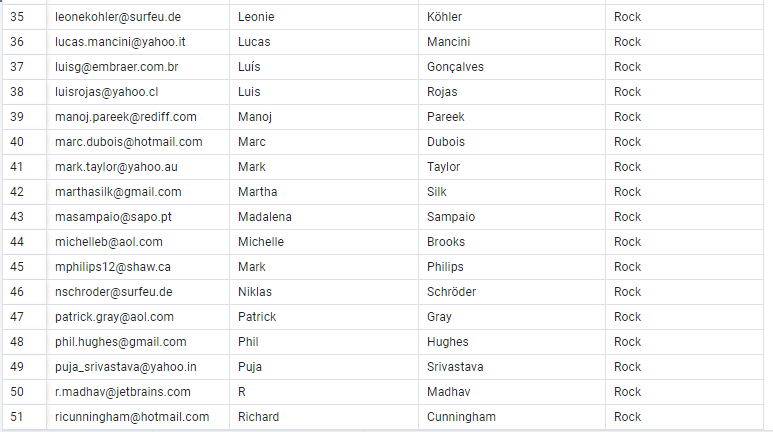 35 leonekohler@surfeu.de Leonie Köhler Rock
36 lucas.mancini@yahoo.it Lucas Mancini Rock
37 luisg@embraer.com.br Luís Gonçalves Rock
38 luisrojas@yahoo.cl Luis Rojas Rock
39 manoj.pareek@rediff.com Manoj Pareek Rock
40 marc.dubois@hotmail.com Marc Dubois Rock
41 mark.taylor@yahoo.au Mark Taylor Rock
42 marthasilk@gmail.com Martha Silk Rock
43 masampaio@sapo.pt Madalena Sampaio Rock
44 michelleb@aol.com Michelle Brooks Rock
45 mphilips12@shaw.ca Mark Philips Rock
46 nschroder@surfeu.de Niklas Schröder Rock
47 patrick.gray@aol.com Patrick Gray Rock
48 phil.hughes@gmail.com Phil Hughes Rock
49 puja_srivastava@yahoo.in Puja Srivastava Rock
50 r.madhav@jetbrains.com R Madhav Rock
51 ricunningham@hotmail.com Richard Cunningham Rock